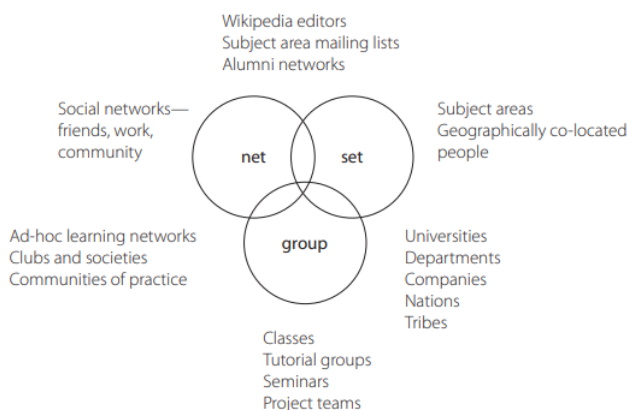 Wikipedia editors
Subject area mailing lists
Alumni networks
Social networks—
friends, work,
community
Subject areas
Geographically co-located
people
net
set
group
Ad-hoc learning networks
Clubs and societies
Communities of practice
Universities
Departments
Companies
Nations
Tribes
Classes
Tutorial groups
Seminars
Project teams